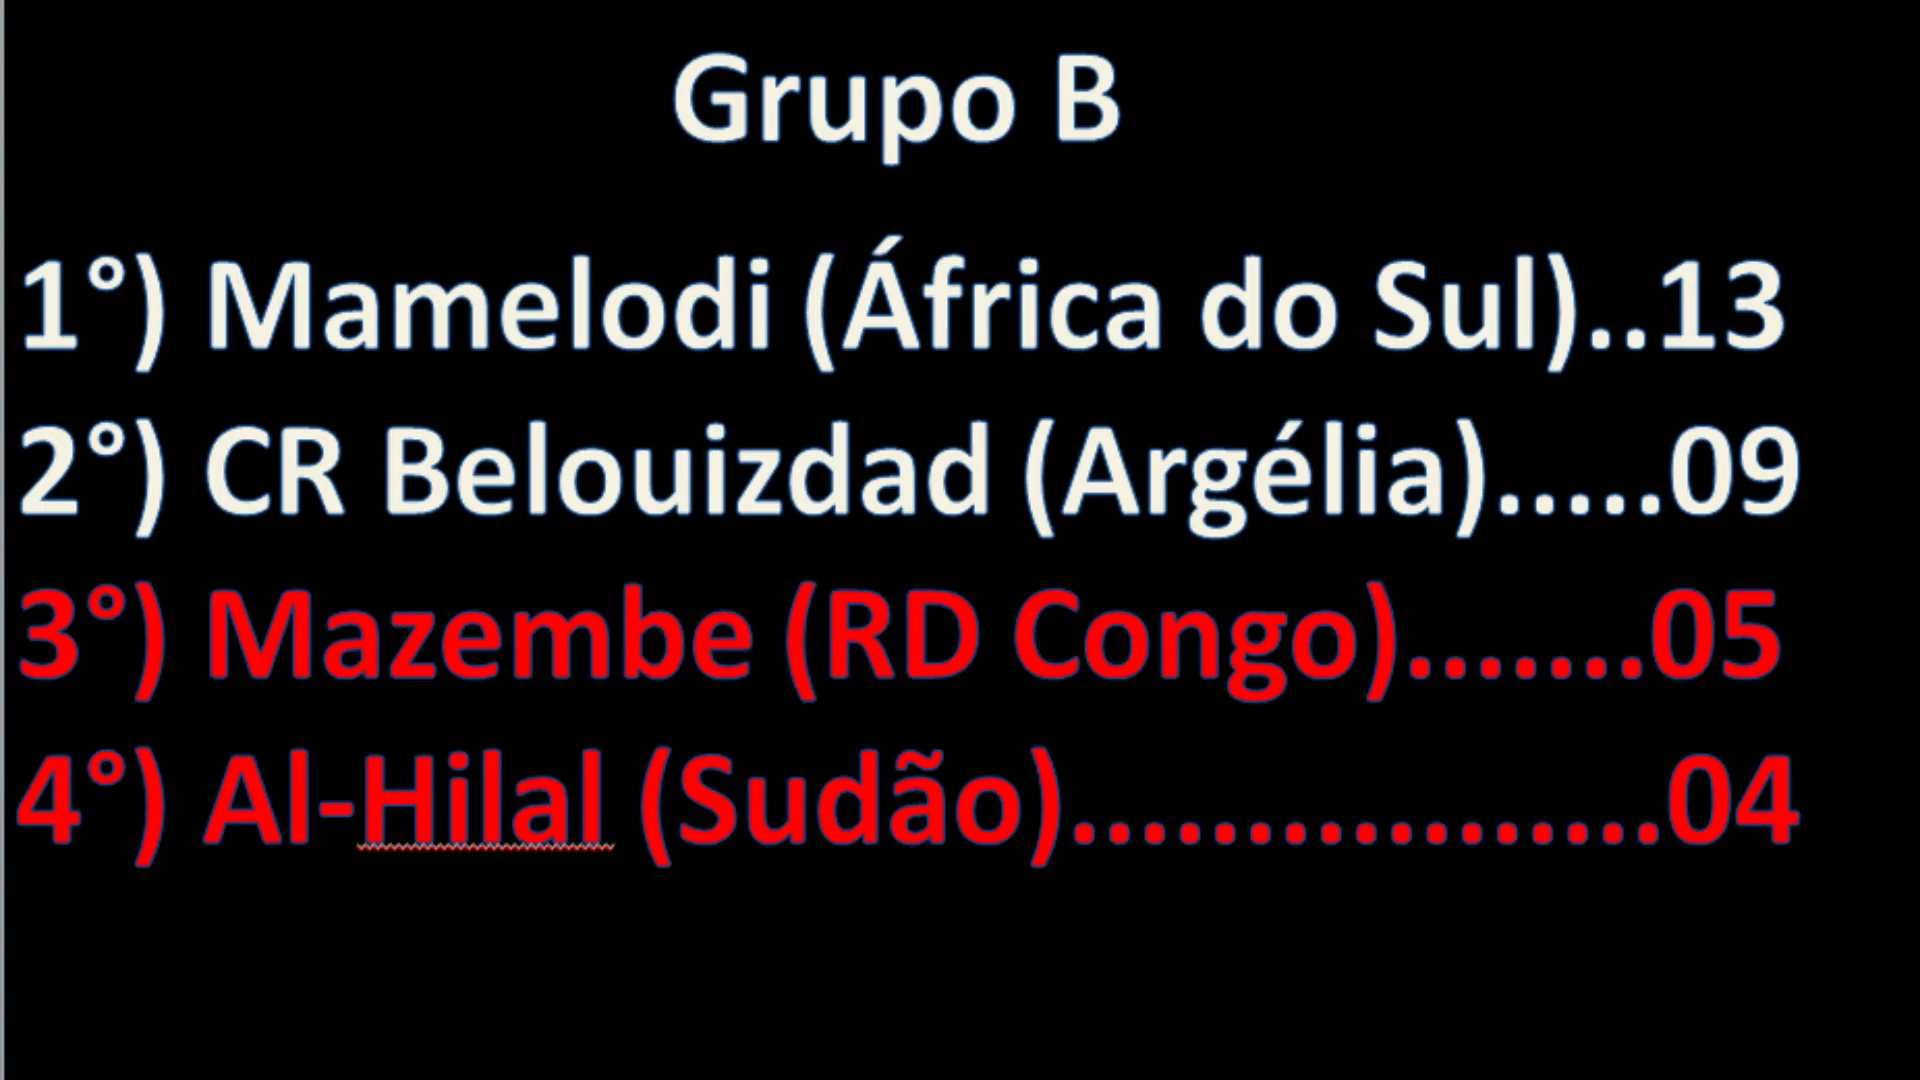 Grupo B
1°) Mamelodi (África do Sul)..13
2°) CR Belouizdad (Argélia).....09
3°) Mazembe (RD Congo).......05
4°) Al-Hilal (Sudão).................04